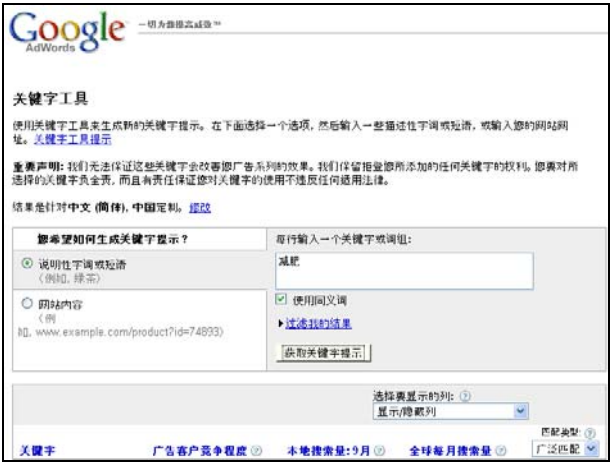 Google 一切为您提高成效™
AdWords
关键字工具
使用关键字工具来生成新的关键字提示。在下面选择一个选项,然后输入一些描述性字词或短语,或输入您的网站网
址。关键字工具提示
重要声明:我们无法保证这些关键字会改善您广告系列的效果。我们保留拒登您所添加的任何关键字的权利。您要对所
选择的关键字负全责,而且有责任保证您对关键字的使用不违反任何适用法律。
结果是针对中文 (简体),中国定制。修改
您希望如何生成关键字提示?
说明性字词或短语
(例如,绿茶)
网站内容
(例
如,www.example.com/product?id=74893)
每行输入一个关键字或词组:
减肥
使用同义词
过滤我的结果
获取关键字提示
选择要显示的列: ?
显示/隐藏列
匹配类型: ?
关键字 广告客户竞争程度 ? 本地搜索量:9月 ? 全球每月搜索量 ? 广泛匹配